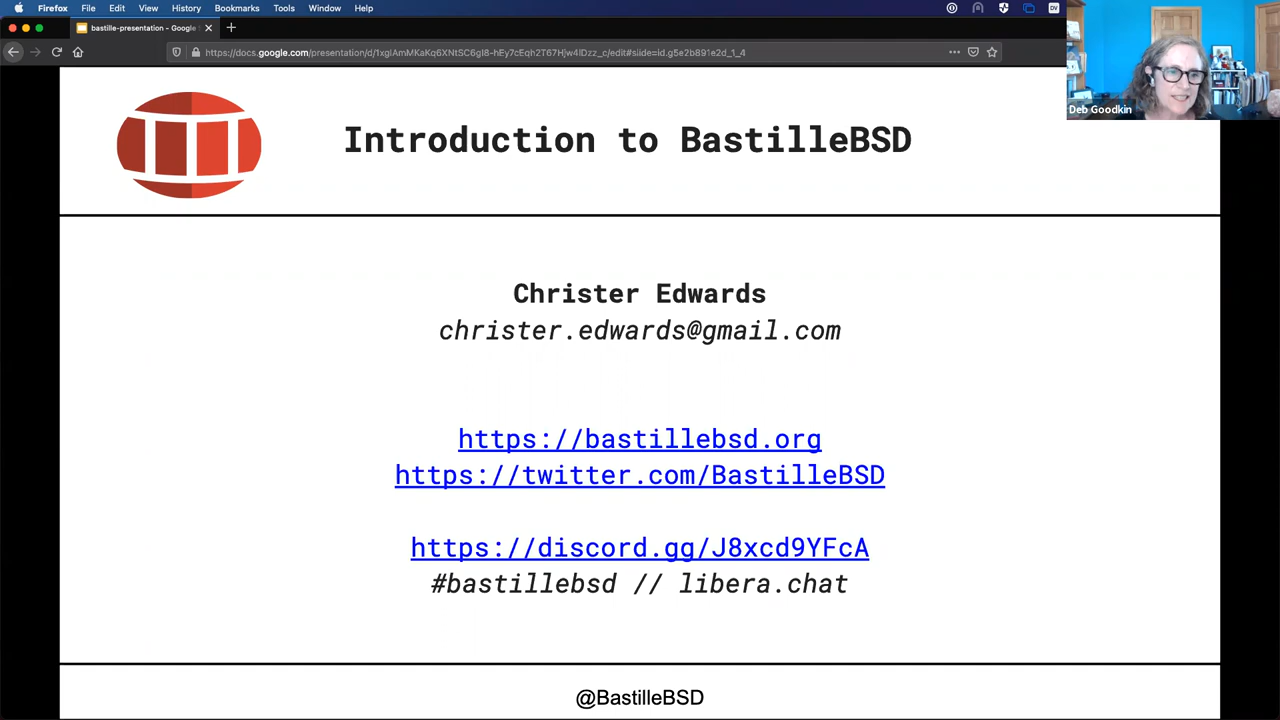 Firefox File Edit View History Bookmarks Tools Window Help
bastille-presentation - Google
Deb Goodkin
Introduction to BastilleBSD
Christer Edwards
christer.edwards@gmail.com
https://bastillebsd.org
https://twitter.com/BastilleBSD
https://discord.gg/J8xcd9YFcA
#bastillebsd // libera.chat
@BastilleBSD